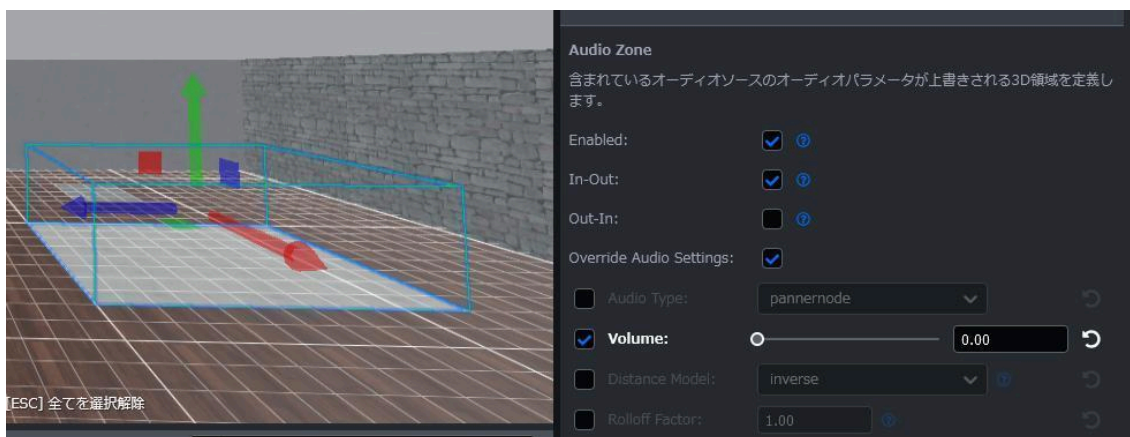 Audio Zone
含まれているオーディオソースのオーディオパラメータが上書きされる3D領域を定義し
ます。
Enabled:
In-Out:
Out-In:
Override Audio Settings:
Audio Type: pannernode
Volume: 0.00
Distance Model: inverse
Rolloff Factor: 1.00
[ESC] 全てを選択解除